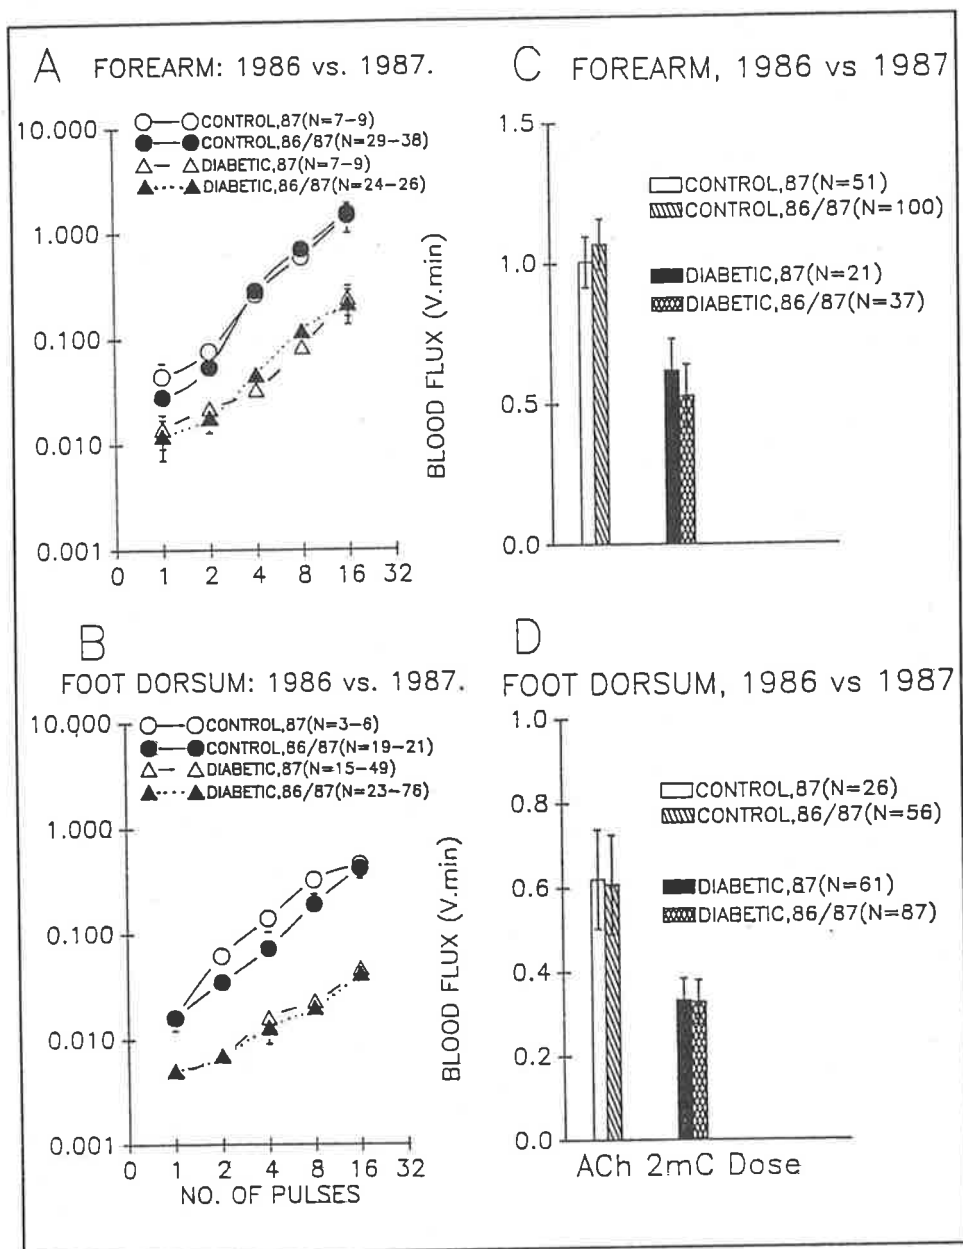 A FOREARM: 1986 vs. 1987.
CONTROL,87(N=7-9)
CONTROL,86/87(N=29-38)
DIABETIC,87(N=7-9)
DIABETIC,86/87(N=24-26)
10.000
1.000
0.100
0.010
0.001
0 1 2 4 8 16 32
C FOREARM, 1986 vs 1987
BLOOD FLUX (V.min)
1.5
1.0
0.5
0.0
CONTROL,87(N=51)
CONTROL,86/87(N=100)
DIABETIC,87(N=21)
DIABETIC,86/87(N=37)
B
FOOT DORSUM: 1986 vs. 1987.
CONTROL,87(N=3-6)
CONTROL,86/87(N=19-21)
DIABETIC,87(N=15-49)
DIABETIC,86/87(N=23-76)
10.000
1.000
0.100
0.010
0.001
0 1 2 4 8 16 32
NO. OF PULSES
D
FOOT DORSUM, 1986 vs 1987
BLOOD FLUX (V.min)
1.0
0.8
0.6
0.4
0.2
0.0
CONTROL,87(N=26)
CONTROL,86/87(N=56)
DIABETIC,87(N=61)
DIABETIC,86/87(N=87)
ACh 2mC Dose